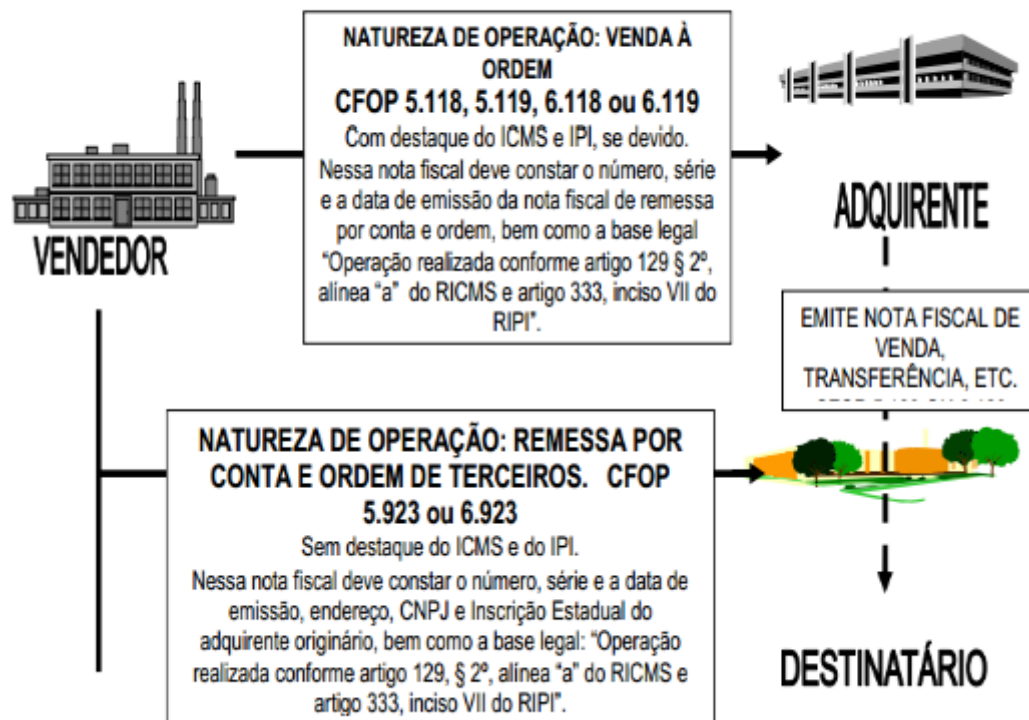 NATUREZA DE OPERAÇÃO: VENDA À
ORDEM
CFOP 5.118, 5.119, 6.118 ou 6.119
Com destaque do ICMS e IPI, se devido.
Nessa nota fiscal deve constar o número, série
e a data de emissão da nota fiscal de remessa
por conta e ordem, bem como a base legal
“Operação realizada conforme artigo 129 § 2º,
alínea “a” do RICMS e artigo 333, inciso VII do
RIPI”.
VENDEDOR
ADQUIRENTE
EMITE NOTA FISCAL DE
VENDA,
TRANSFERÊNCIA, ETC.
NATUREZA DE OPERAÇÃO: REMESSA POR
CONTA E ORDEM DE TERCEIROS. CFOP
5.923 ou 6.923
Sem destaque do ICMS e do IPI.
Nessa nota fiscal deve constar o número, série e a data de
emissão, endereço, CNPJ e Inscrição Estadual do
adquirente originário, bem como a base legal: “Operação
realizada conforme artigo 129, § 2º, alínea “a” do RICMS e
artigo 333, inciso VII do RIPI”.
DESTINATÁRIO